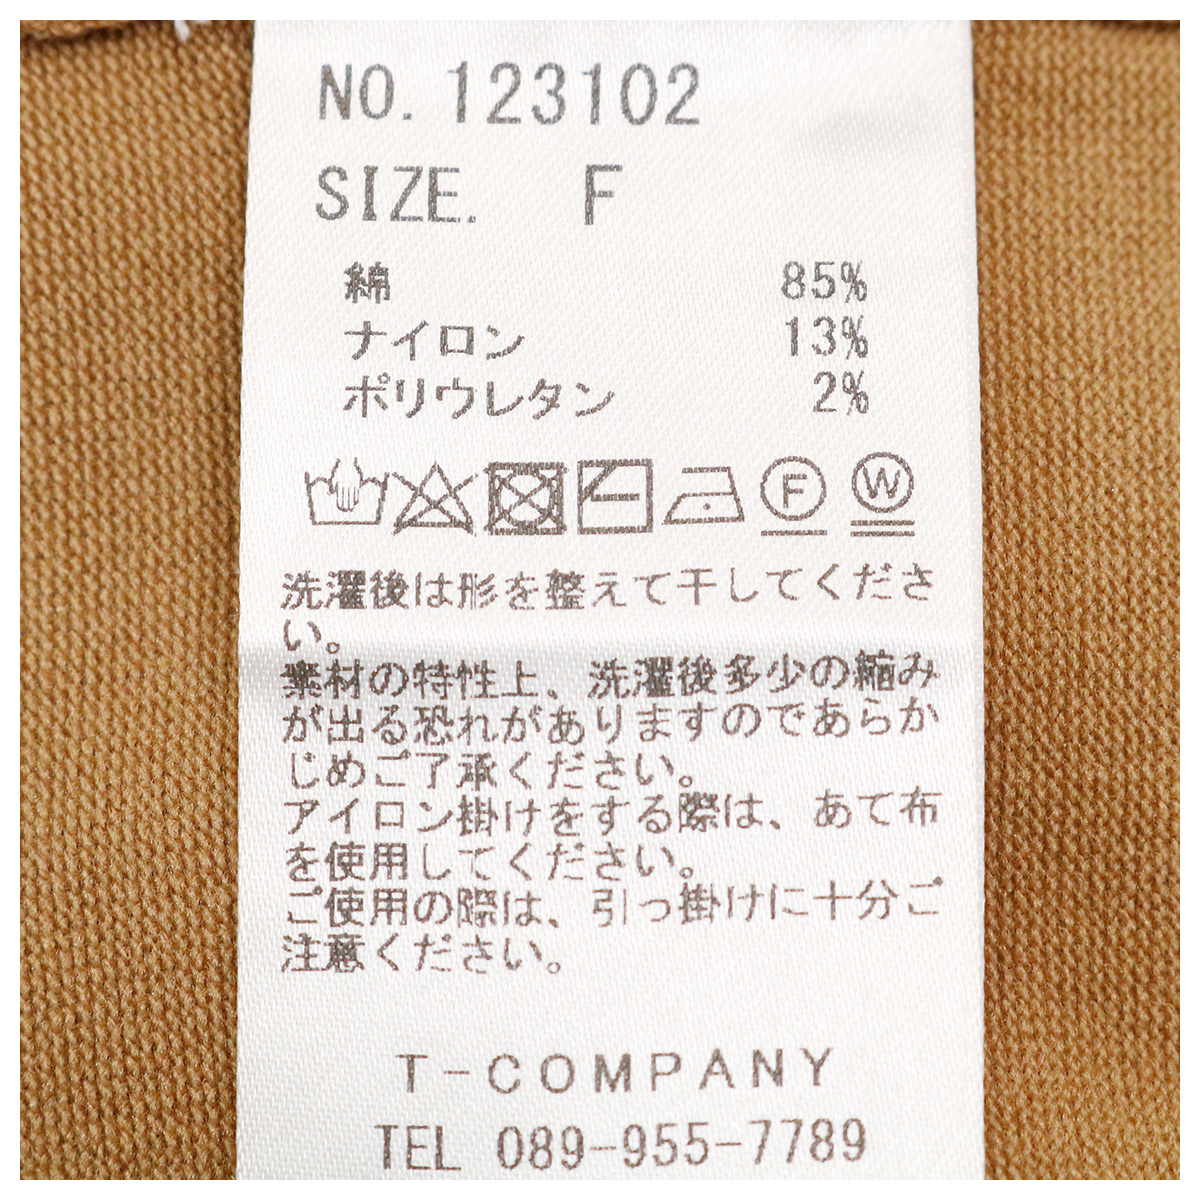 NO. 123102
SIZE. F
綿 85%
ナイロン 13%
ポリウレタン 2%
F W
洗濯後は形を整えて干してくださ
い。
素材の特性上、洗濯後多少の縮み
が出る恐れがありますのであらか
じめご了承ください。
アイロン掛けをする際は、あて布
を使用してください。
ご使用の際は、引っ掛けに十分ご
注意ください。
T-COMPANY
TEL 089-955-7789